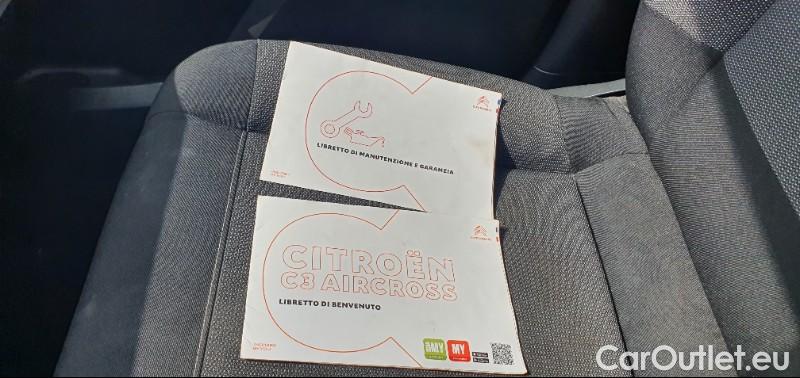 LIBRETTO DI MANUTENZIONE E GARANZIA
CITROËN
C3 AIRCROSS
LIBRETTO DI BENVENUTO
MY
CarOutlet.eu